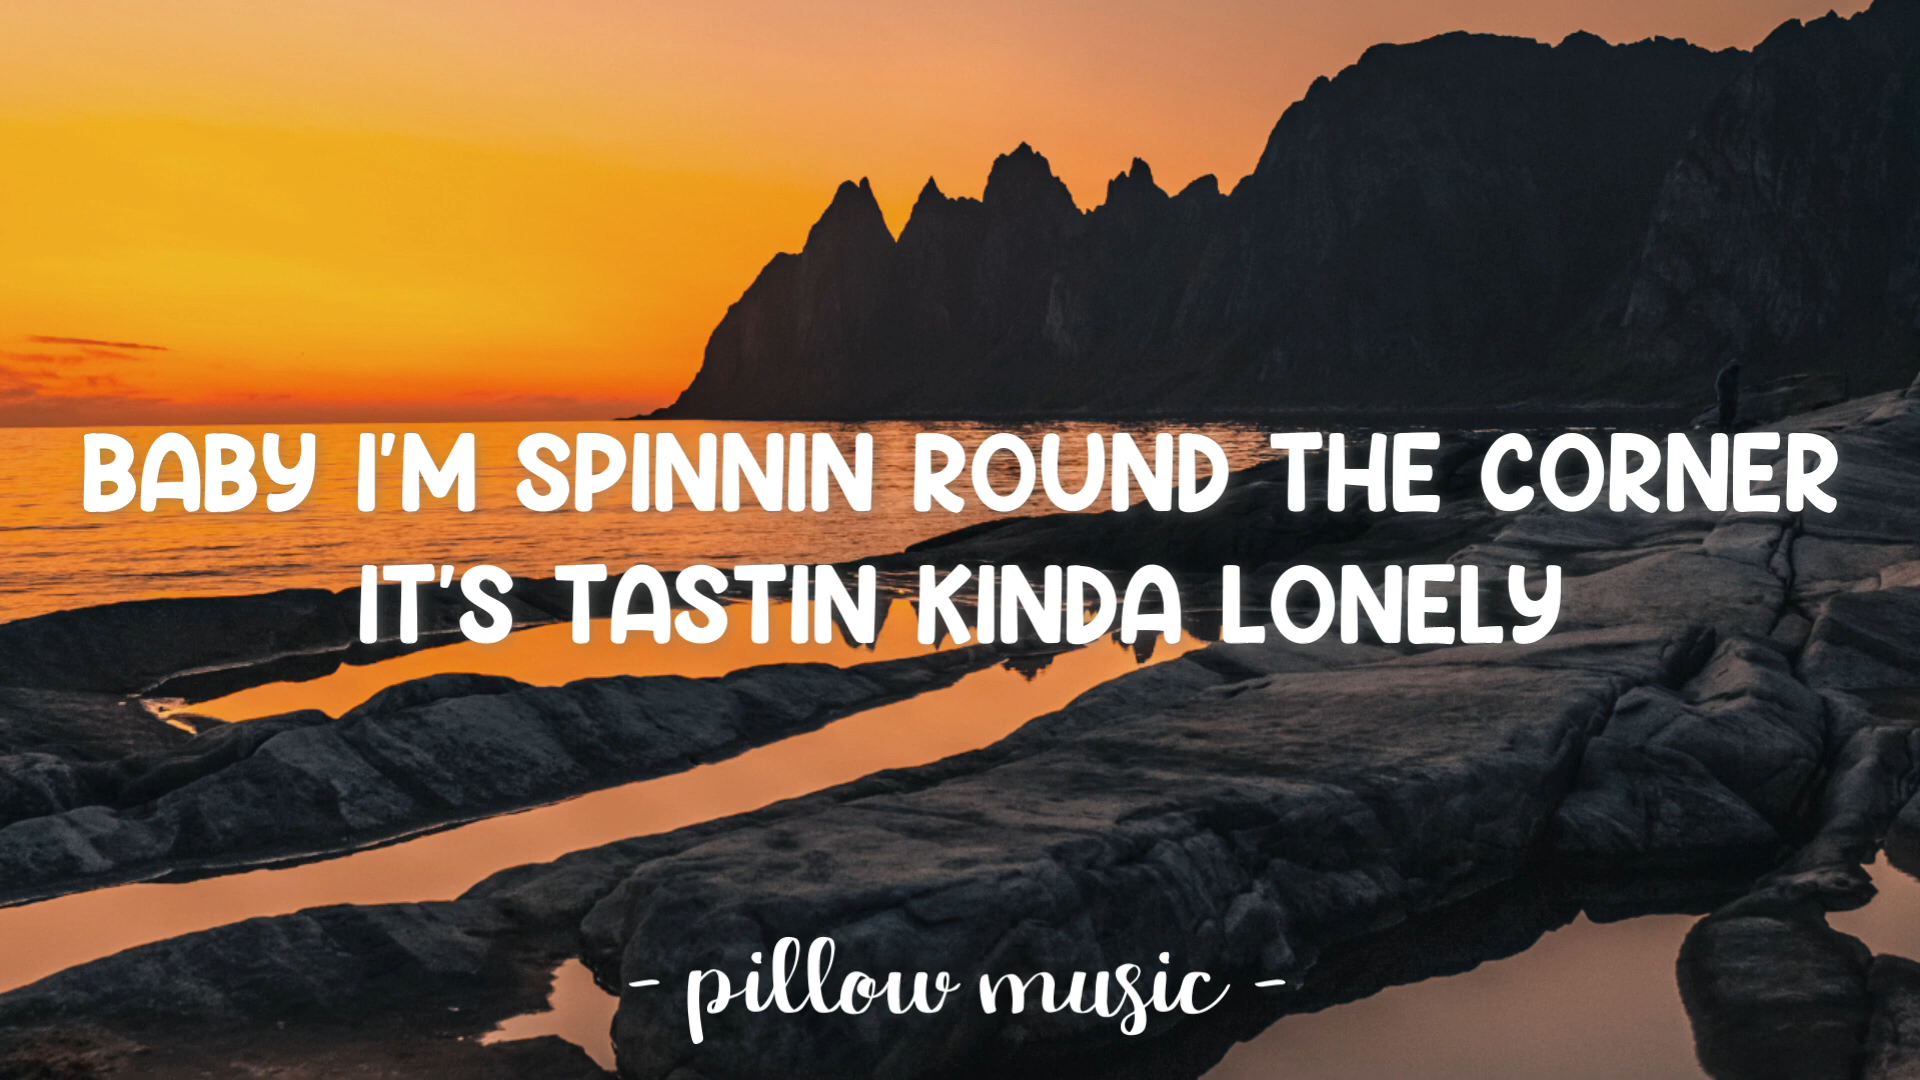 BABY I'M SPINNIN ROUND THE CORNER
IT'S TASTIN KINDA LONELY
- pillow music -